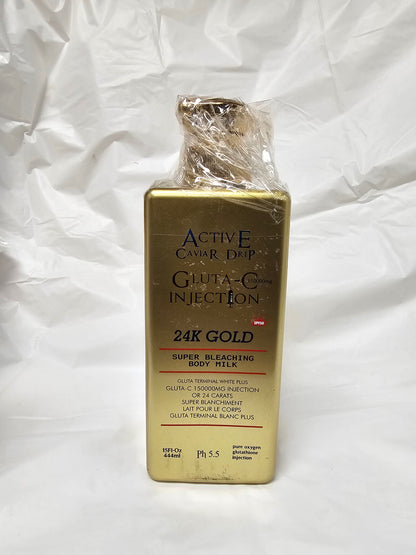 ACTIVE
CAVIAR DRIP
GLUTA-C
INJECTION
24K GOLD
SUPER BLEACHING
BODY MILK
GLUTA TERMINAL WHITE PLUS
GLUTA-C 150000MG INJECTION
OR 24 CARATS
SUPER BLANCHIMENT
LAIT POUR LE CORPS
GLUTA TERMINAL BLANC PLUS
15Fl-Oz
444ml
Ph 5.5
pure oxygen
glutathione
injection